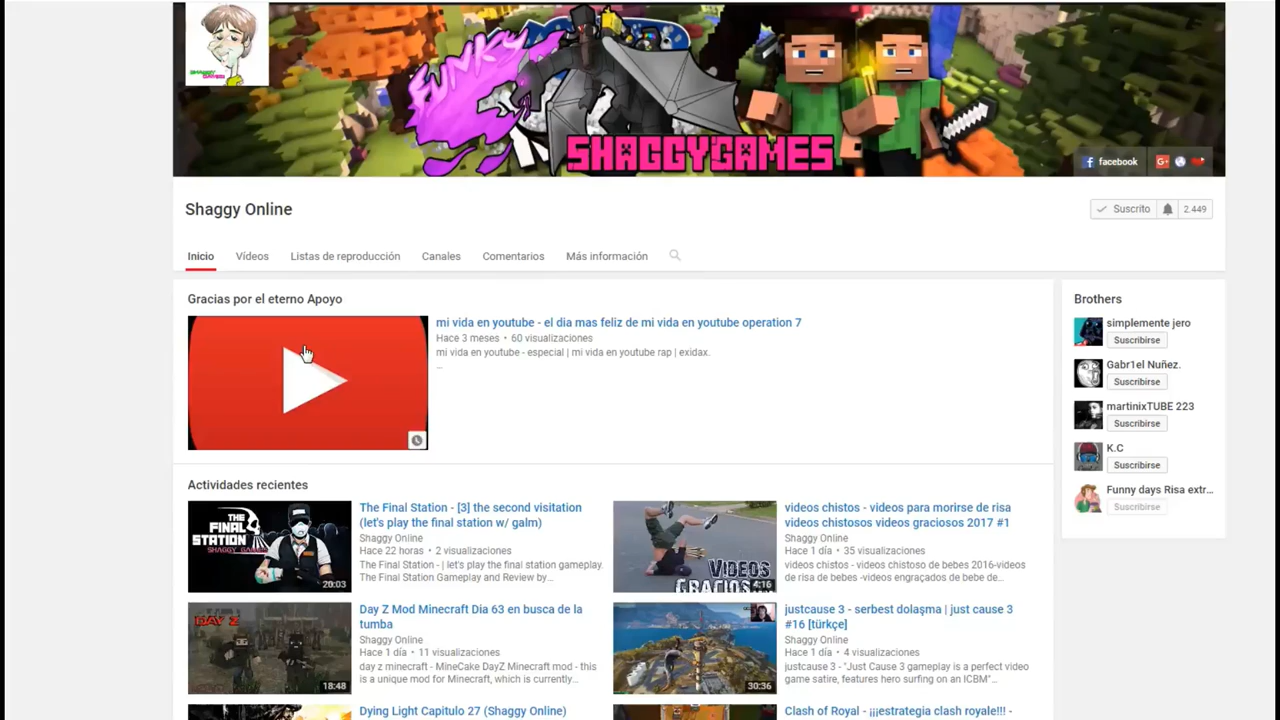 SHAGGY
GAMES
SHAGGYGAMES
facebook
Shaggy Online
Suscrito
2.449
Inicio
Vídeos
Listas de reproducción
Canales
Comentarios
Más información
Gracias por el eterno Apoyo
mi vida en youtube - el dia mas feliz de mi vida en youtube operation 7
Hace 3 meses • 60 visualizaciones
mi vida en youtube - especial | mi vida en youtube rap | exidax.
...
Brothers
simplemente jero
Suscribirse
Gabr1el Nuñez.
Suscribirse
martinixTUBE 223
Suscribirse
K.C
Suscribirse
Funny days Risa extr...
Suscribirse
Actividades recientes
THE FINAL STATION
SHAGGY GAMES
20:03
The Final Station - [3] the second visitation
(let's play the final station w/ galm)
Shaggy Online
Hace 22 horas • 2 visualizaciones
The Final Station - | let's play the final station gameplay.
The Final Station Gameplay and Review by...
VIDEOS
GRACIOSOS
4:16
videos chistos - videos para morirse de risa
videos chistosos videos graciosos 2017 #1
Shaggy Online
Hace 1 día • 35 visualizaciones
videos chistos - videos chistoso de bebes 2016-videos
de risa de bebes -videos engraçados de bebe de...
DAY Z
18:48
Day Z Mod Minecraft Dia 63 en busca de la
tumba
Shaggy Online
Hace 1 día • 11 visualizaciones
day z minecraft - MineCake DayZ Minecraft mod - this
is a unique mod for Minecraft, which is currently...
30:36
justcause 3 - serbest dolaşma | just cause 3
#16 [türkçe]
Shaggy Online
Hace 1 día • 4 visualizaciones
justcause 3 - "Just Cause 3 gameplay is a perfect video
game satire, features hero surfing on an ICBM"...
Dying Light Capitulo 27 (Shaggy Online)
Clash of Royal - ¡¡¡estrategia clash royale!!! -